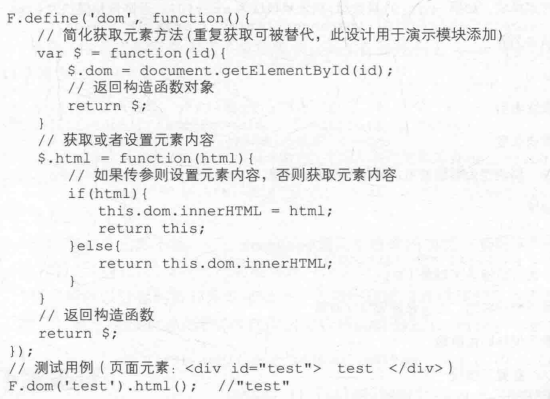 F.define('dom', function(){
// 简化获取元素方法(重复获取可被替代，此设计用于演示模块添加)
var $ = function(id){
$.dom = document.getElementById(id);
// 返回构造函数对象
return $;
}
// 获取或者设置元素内容
$.html = function(html){
// 如果传参则设置元素内容，否则获取元素内容
if(html){
this.dom.innerHTML = html;
return this;
}else{
return this.dom.innerHTML;
}
}
// 返回构造函数
return $;
});
// 测试用例（页面元素：<div id="test"> test </div>）
F.dom('test').html(); //"test"